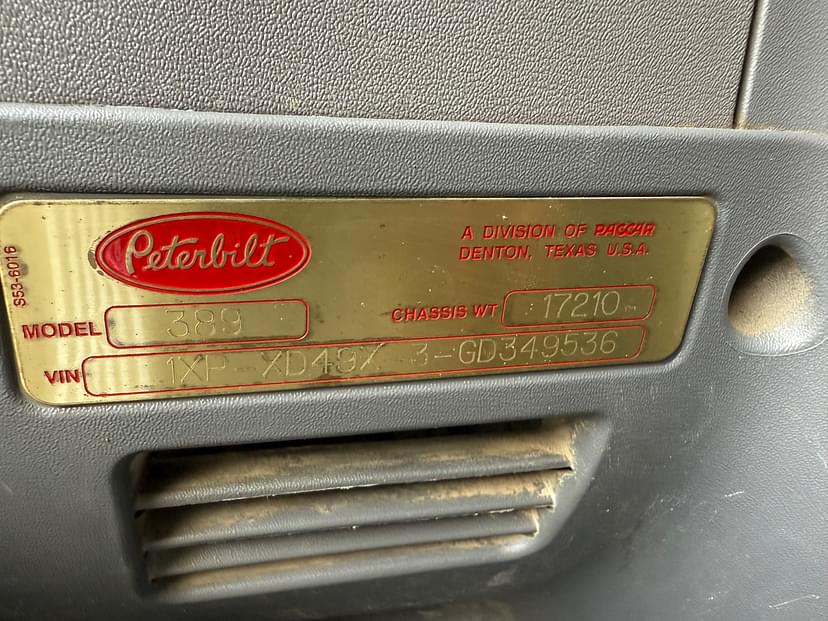 Peterbilt
A DIVISION OF PACCAR
DENTON, TEXAS U.S.A.
S53-6016
MODEL 389
CHASSIS WT 17210
VIN 1XP-XD49X 3-GD349536